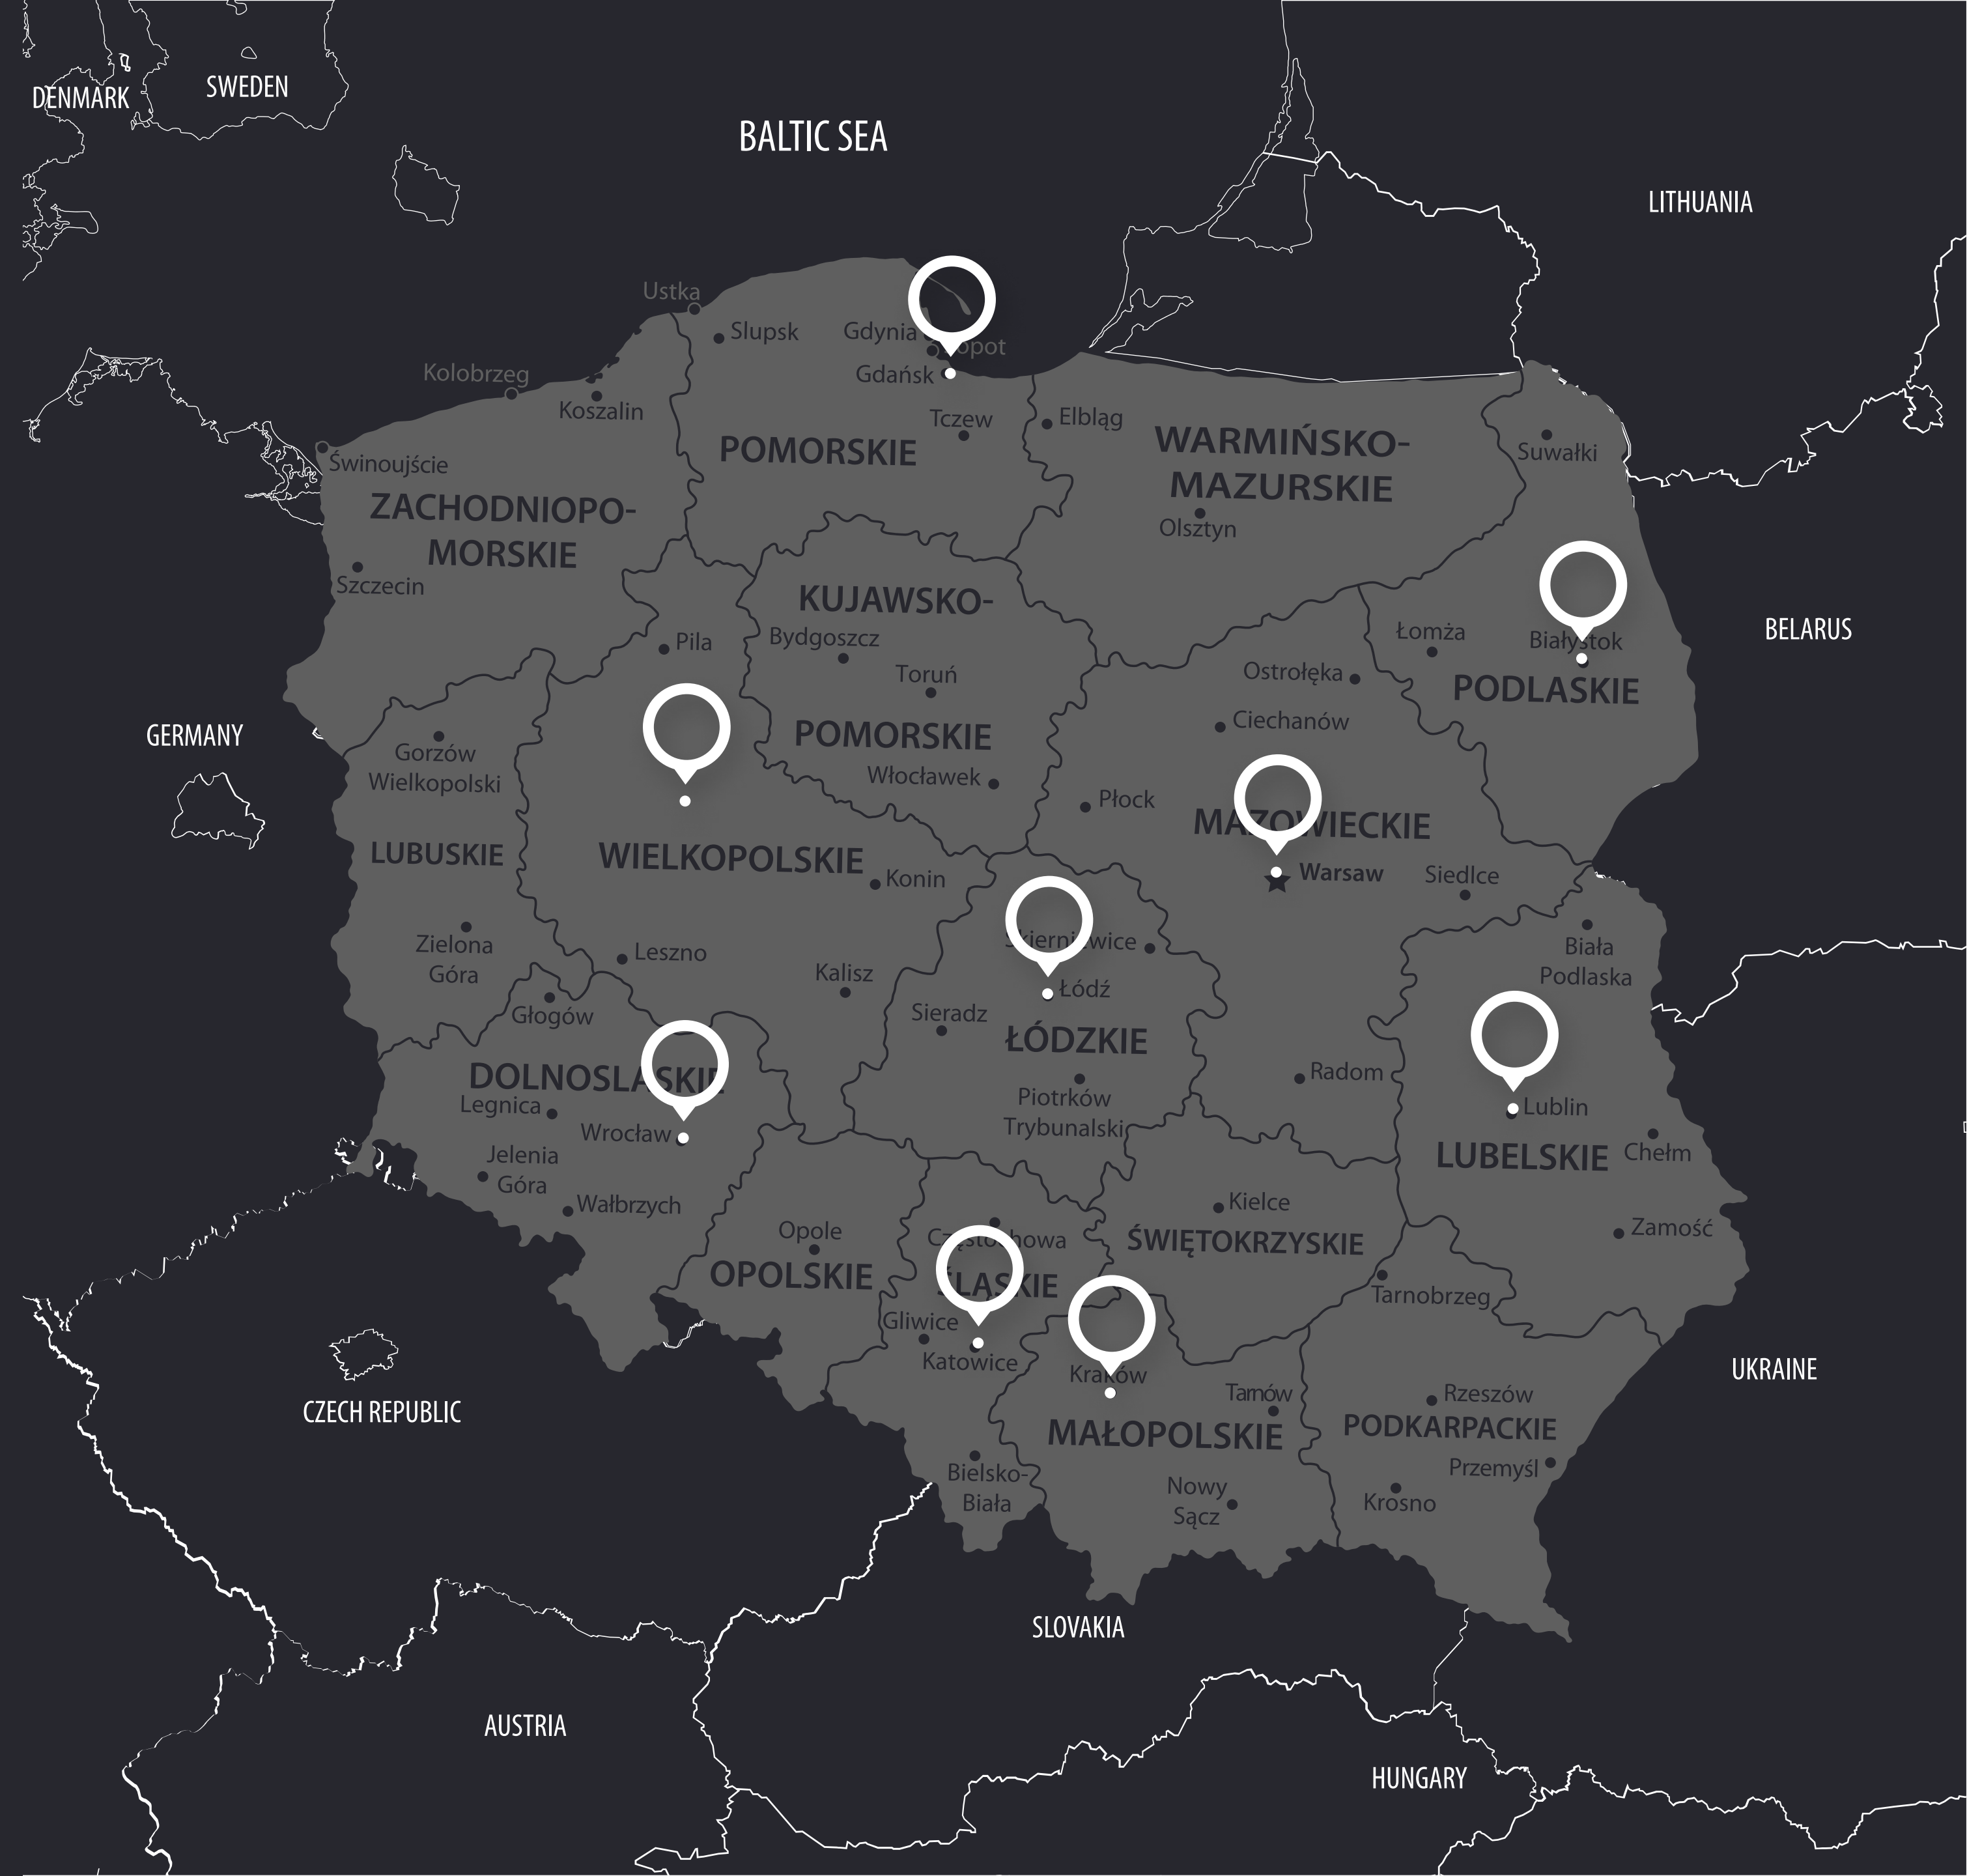 DENMARK
SWEDEN
BALTIC SEA
LITHUANIA
Ustka
Slupsk
Gdynia
Gdańsk
Kolobrzeg
Koszalin
Tczew
Elbląg
POMORSKIE
WARMIŃSKO-
MAZURSKIE
Suwałki
Świnoujście
ZACHODNIOPO-
MORSKIE
Olsztyn
Szczecin
KUJAWSKO-
BELARUS
Łomża
Białystok
Bydgoszcz
Pila
Toruń
Ostrołęka
PODLASKIE
Ciechanów
GERMANY
POMORSKIE
Gorzów
Wielkopolski
Włocławek
Płock
MAZOWIECKIE
LUBUSKIE
WIELKOPOLSKIE
Konin
Warsaw
Siedlce
Zielona
Góra
Leszno
Skierniewice
Biała
Podlaska
Kalisz
Łódź
Głogów
Sieradz
ŁÓDZKIE
DOLNOSLASKIE
Radom
Legnica
Piotrków
Trybunalski
Lublin
Wrocław
LUBELSKIE
Chełm
Jelenia
Góra
Wałbrzych
Kielce
Zamość
Opole
Częstochowa
ŚWIĘTOKRZYSKIE
OPOLSKIE
ŚLĄSKIE
Tarnobrzeg
Gliwice
Katowice
Kraków
UKRAINE
Tarnów
Rzeszów
CZECH REPUBLIC
MAŁOPOLSKIE
PODKARPACKIE
Bielsko-
Biała
Przemyśl
Nowy
Sącz
Krosno
SLOVAKIA
AUSTRIA
HUNGARY